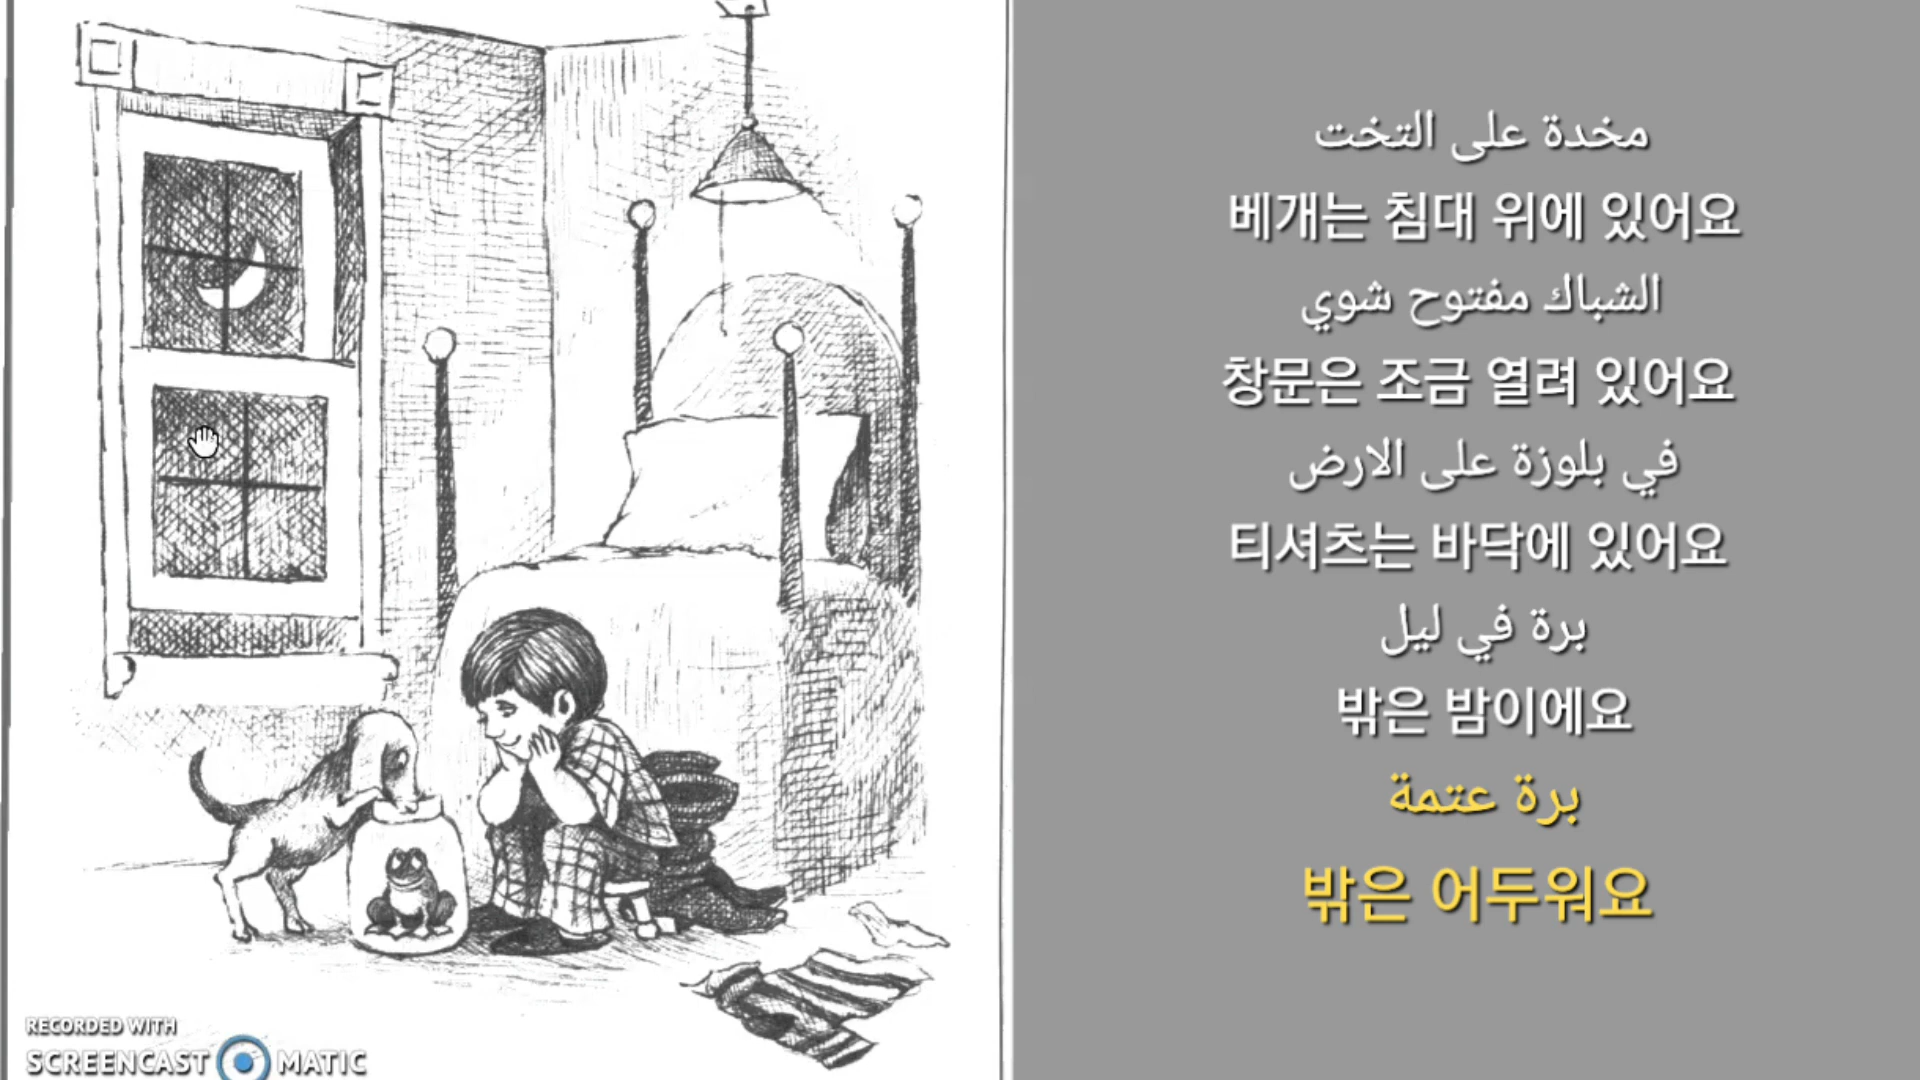 مخدة على التخت
베개는 침대 위에 있어요
الشباك مفتوح شوي
창문은 조금 열려 있어요
في بلوزة على الارض
티셔츠는 바닥에 있어요
برة في ليل
밖은 밤이에요
برة عتمة
밖은 어두워요
RECORDED WITH
SCREENCAST MATIC